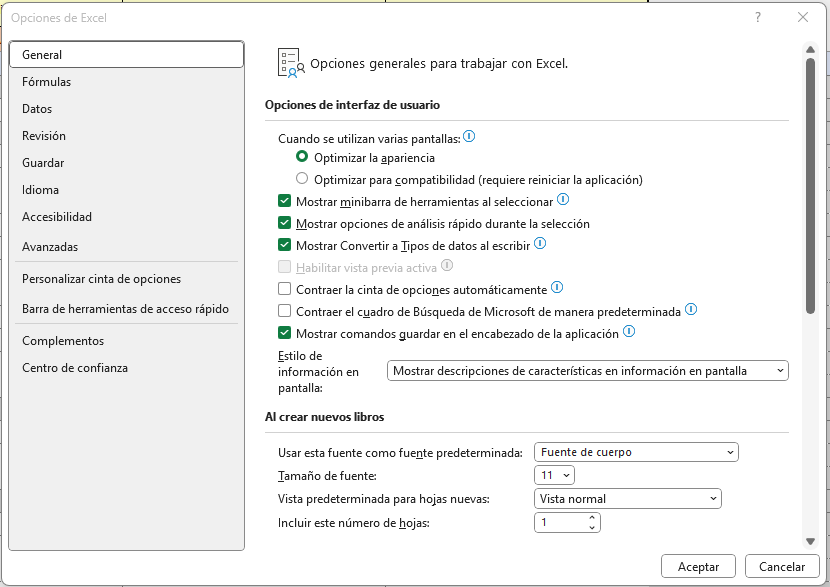 Opciones de Excel
?
General
Fórmulas
Datos
Revisión
Guardar
Idioma
Accesibilidad
Avanzadas
Personalizar cinta de opciones
Barra de herramientas de acceso rápido
Complementos
Centro de confianza
Opciones generales para trabajar con Excel.
Opciones de interfaz de usuario
Cuando se utilizan varias pantallas:
Optimizar la apariencia
Optimizar para compatibilidad (requiere reiniciar la aplicación)
Mostrar minibarra de herramientas al seleccionar
Mostrar opciones de análisis rápido durante la selección
Mostrar Convertir a Tipos de datos al escribir
Habilitar vista previa activa
Contraer la cinta de opciones automáticamente
Contraer el cuadro de Búsqueda de Microsoft de manera predeterminada
Mostrar comandos guardar en el encabezado de la aplicación
Estilo de
información en
pantalla:
Mostrar descripciones de características en información en pantalla
Al crear nuevos libros
Usar esta fuente como fuente predeterminada: Fuente de cuerpo
Tamaño de fuente: 11
Vista predeterminada para hojas nuevas: Vista normal
Incluir este número de hojas: 1
Aceptar Cancelar